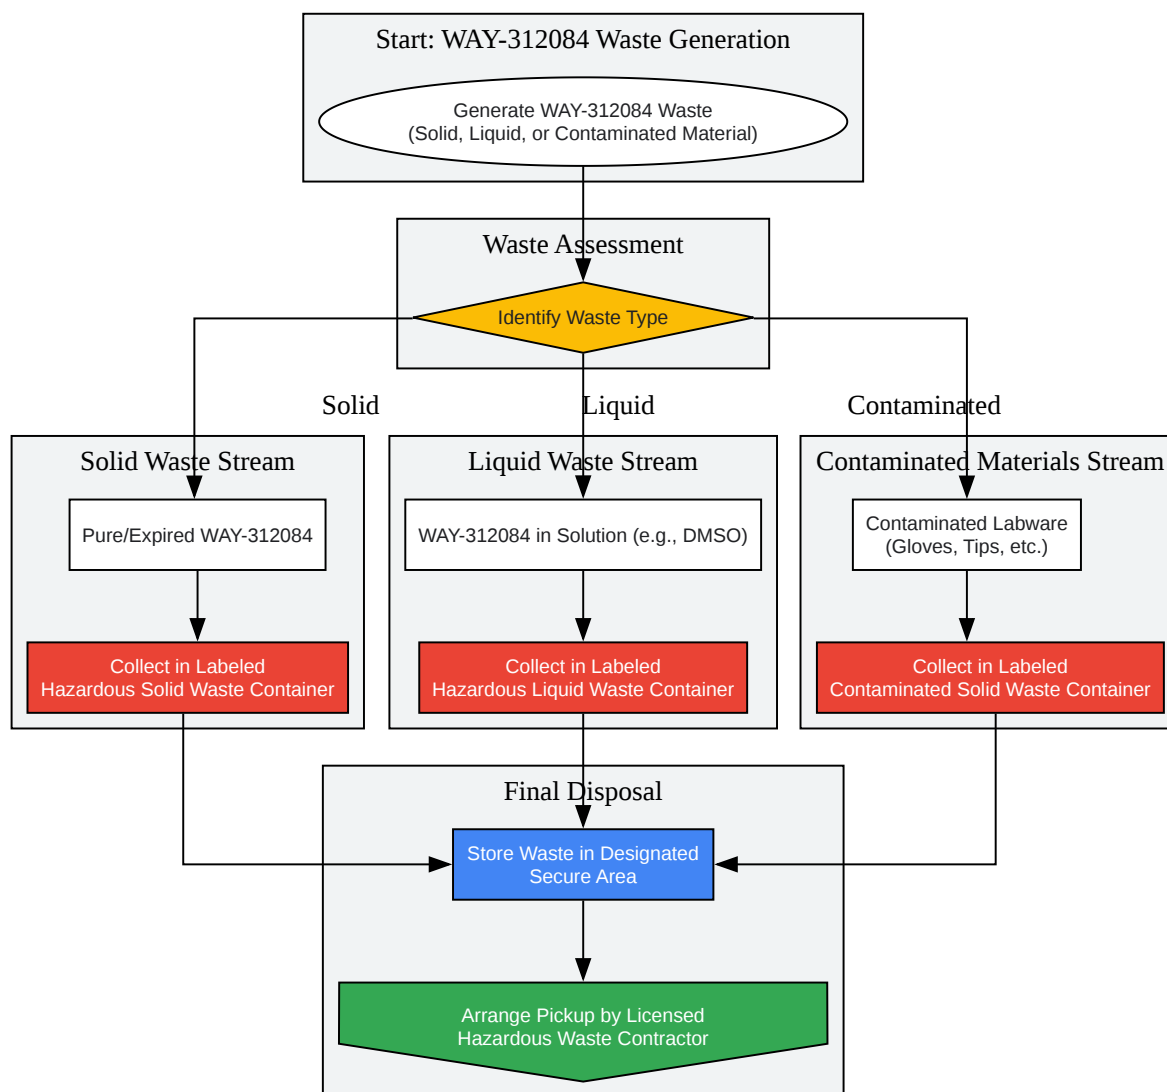 Start: WAY-312084 Waste Generation
Generate WAY-312084 Waste
(Solid, Liquid, or Contaminated Material)
Waste Assessment
Identify Waste Type
Solid
Liquid
Contaminated
Solid Waste Stream
Liquid Waste Stream
Contaminated Materials Stream
Pure/Expired WAY-312084
WAY-312084 in Solution (e.g., DMSO)
Contaminated Labware
(Gloves, Tips, etc.)
Collect in Labeled
Hazardous Solid Waste Container
Collect in Labeled
Hazardous Liquid Waste Container
Collect in Labeled
Contaminated Solid Waste Container
Final Disposal
Store Waste in Designated
Secure Area
Arrange Pickup by Licensed
Hazardous Waste Contractor